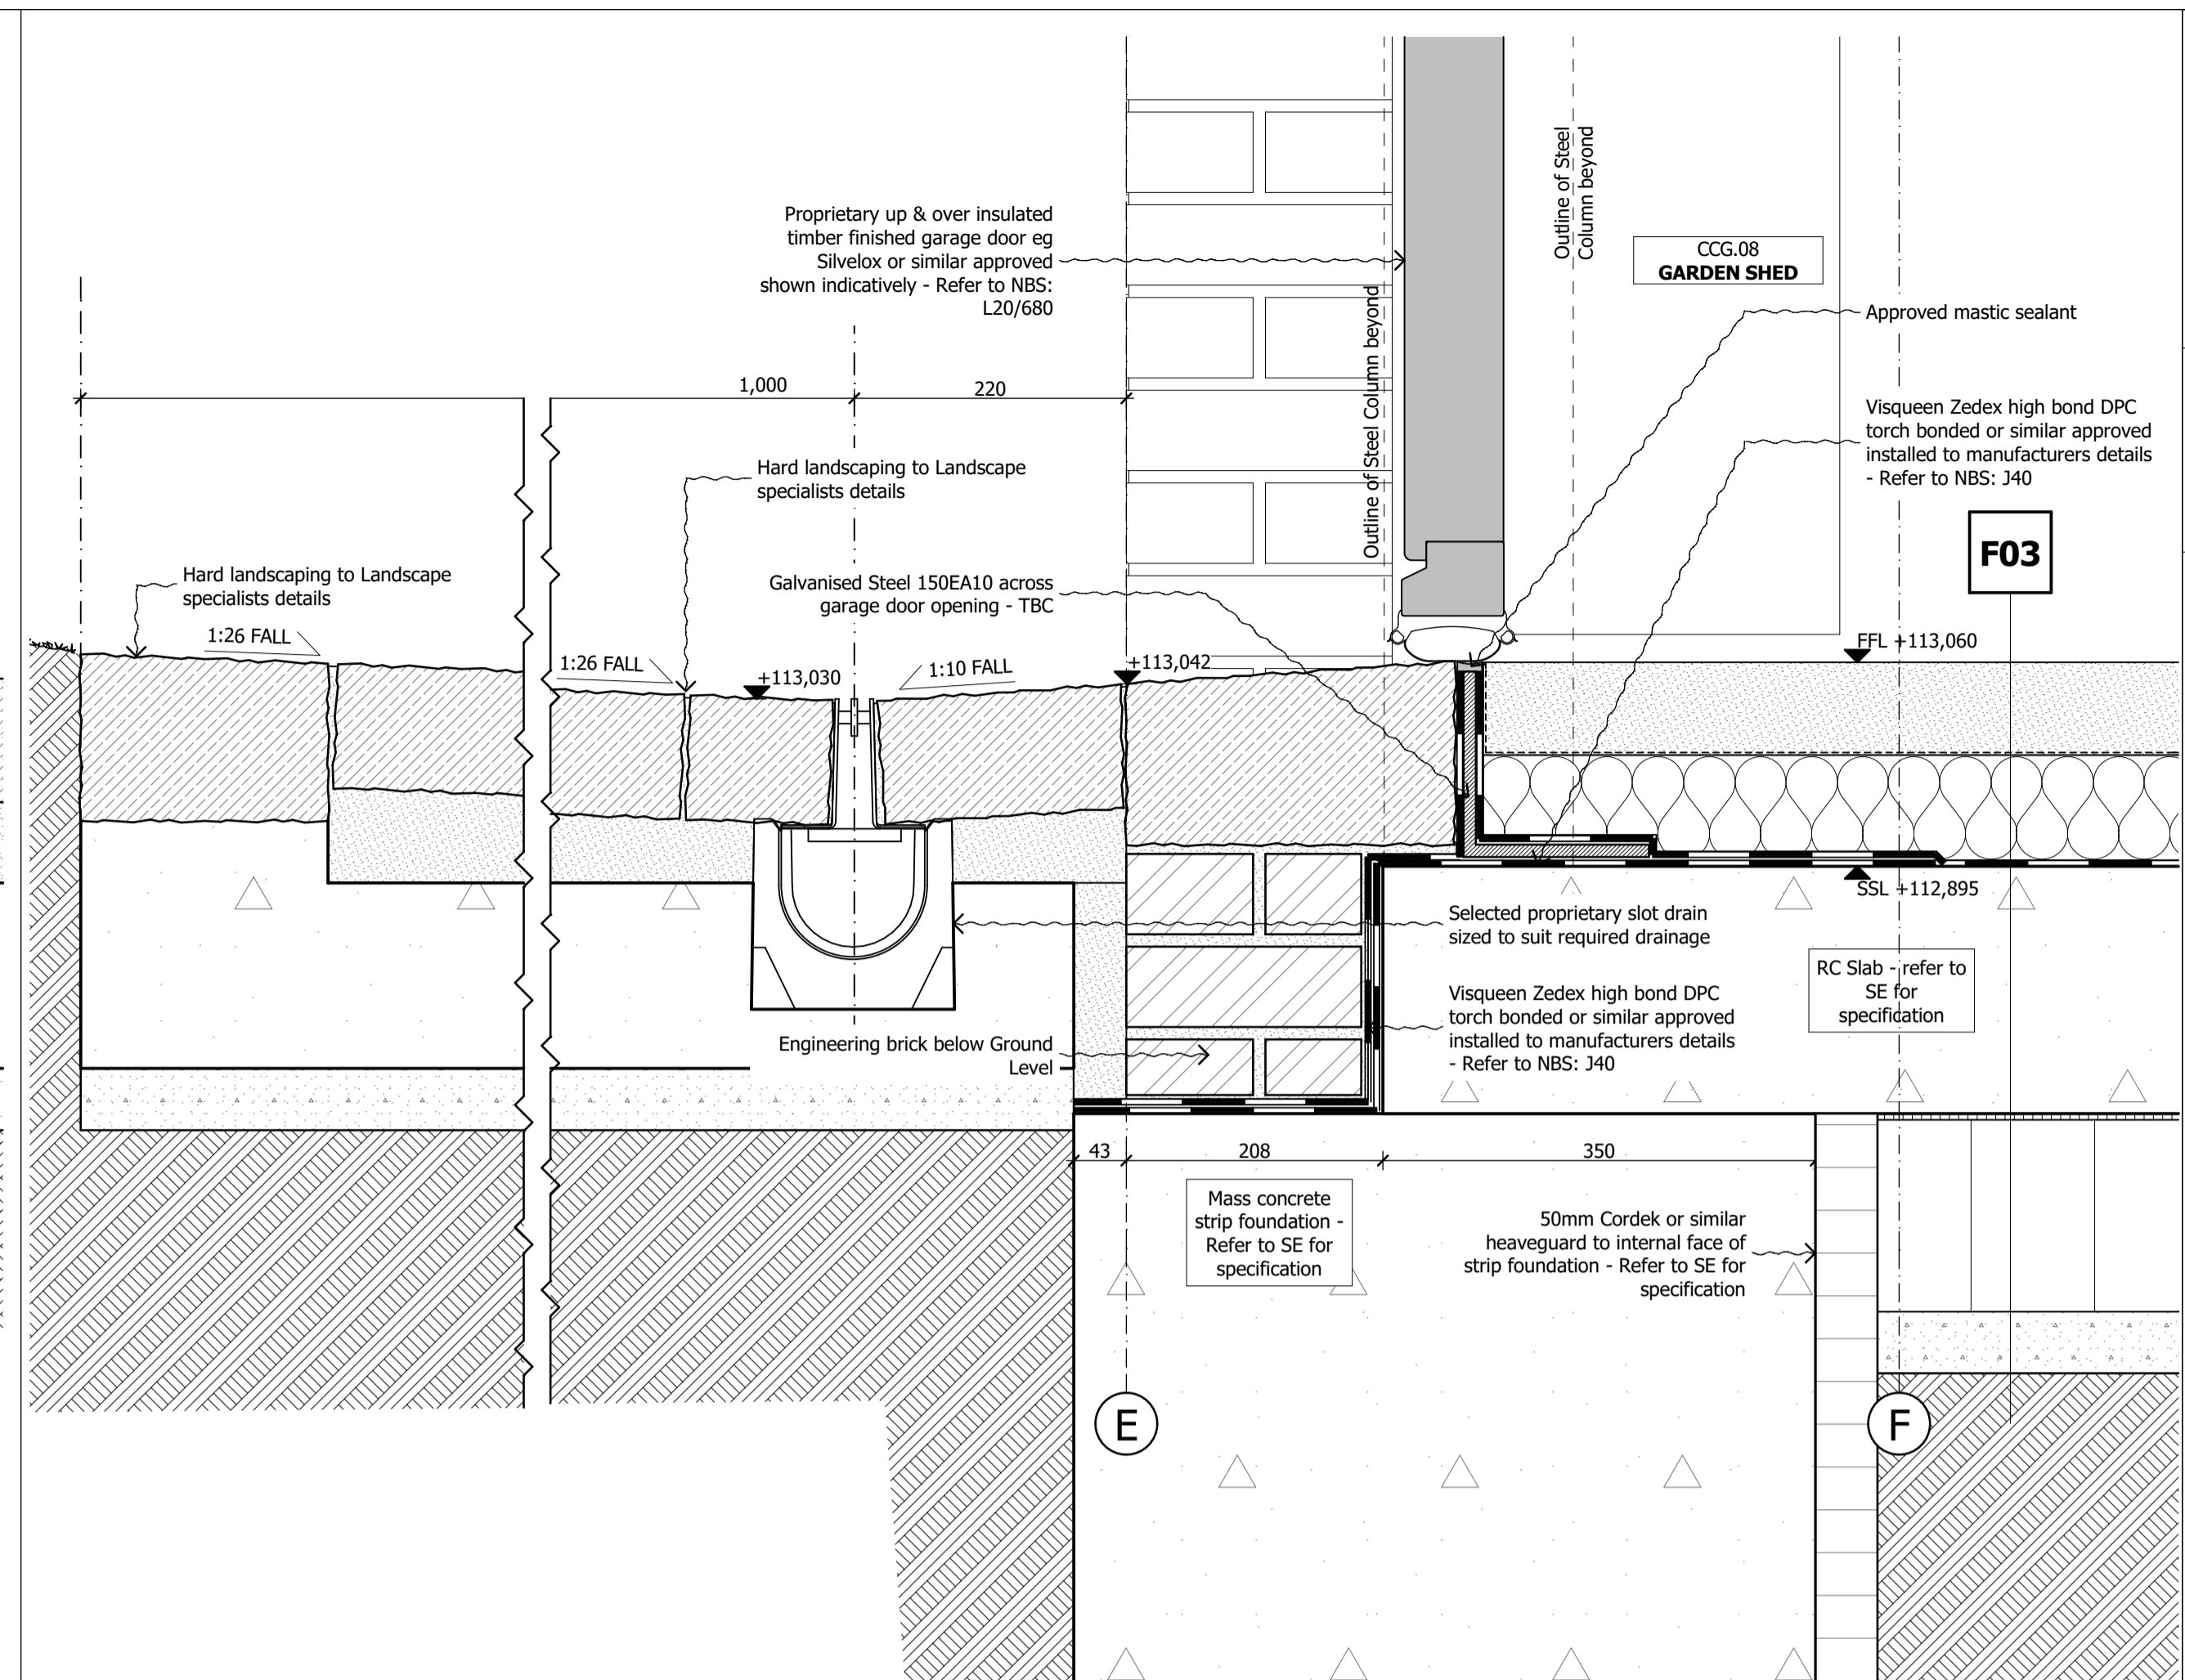 Proprietary up & over insulated
timber finished garage door eg
Silvelox or similar approved
shown indicatively - Refer to NBS:
L20/680
Outline of Steel
Column beyond
CCG.08
GARDEN SHED
Approved mastic sealant
Outline of Steel Column beyond
1,000
220
Visqueen Zedex high bond DPC
torch bonded or similar approved
installed to manufacturers details
- Refer to NBS: J40
Hard landscaping to Landscape
specialists details
F03
Hard landscaping to Landscape
specialists details
Galvanised Steel 150EA10 across
garage door opening - TBC
1:26 FALL
1:26 FALL
+113,030
1:10 FALL
+113,042
FFL +113,060
SSL +112,895
Selected proprietary slot drain
sized to suit required drainage
RC Slab - refer to
SE for
specification
Visqueen Zedex high bond DPC
torch bonded or similar approved
installed to manufacturers details
- Refer to NBS: J40
Engineering brick below Ground
Level
43
208
350
Mass concrete
strip foundation -
Refer to SE for
specification
50mm Cordek or similar
heaveguard to internal face of
strip foundation - Refer to SE for
specification
E
F